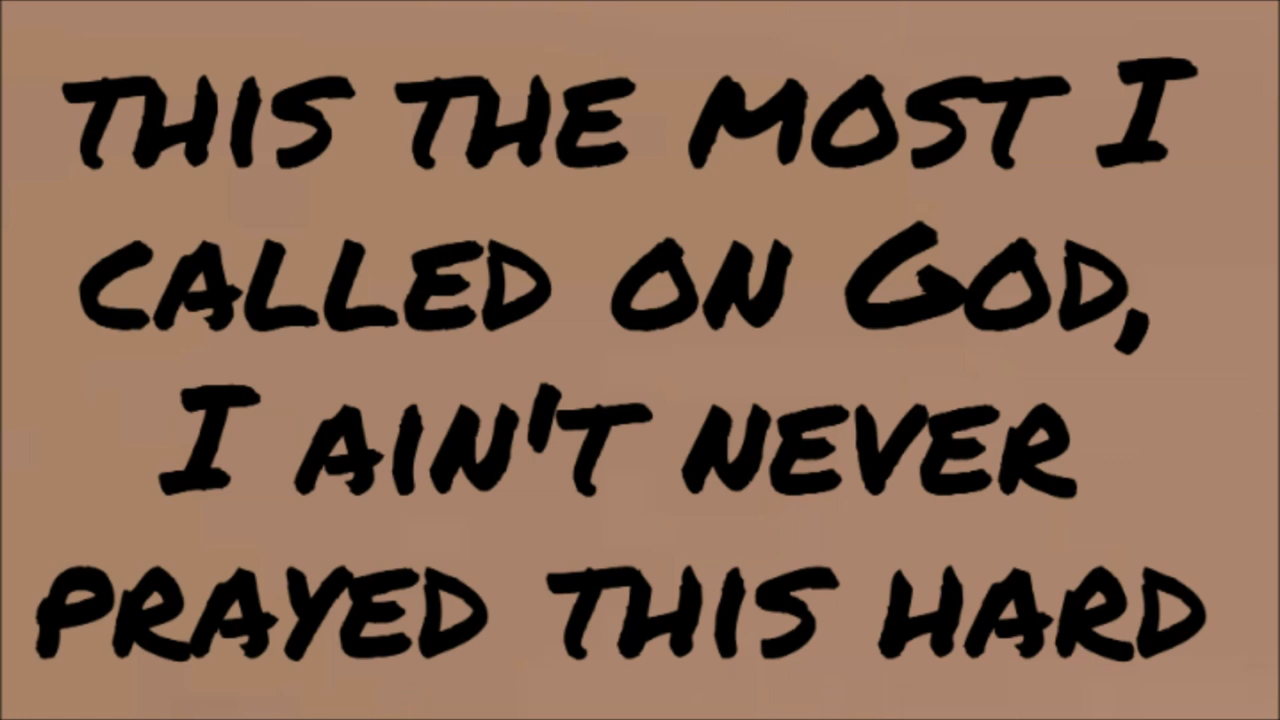 THIS THE MOST I
CALLED ON GOD,
I AIN'T NEVER
PRAYED THIS HARD